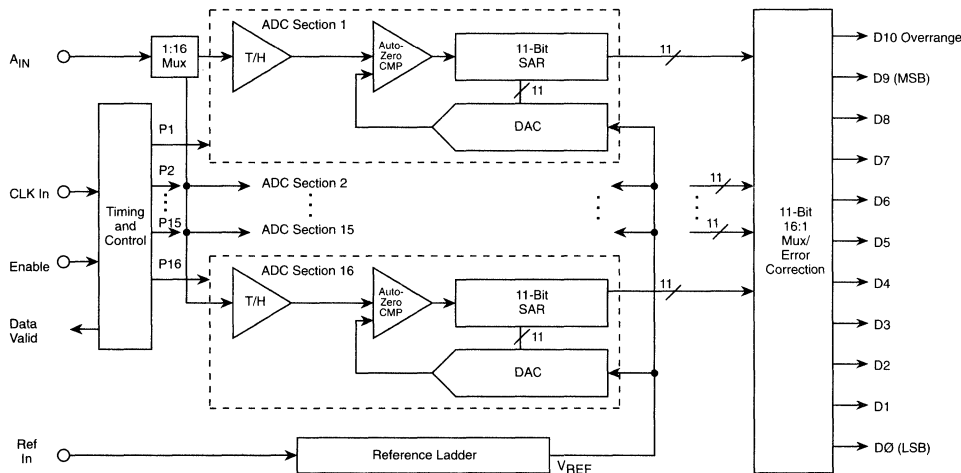 ADC Section 1
AIN
1:16
Mux
T/H
Auto-
Zero
CMP
11-Bit
SAR
11
DAC
11
P1
P2
P15
P16
CLK In
Enable
Data
Valid
Timing
and
Control
ADC Section 2
ADC Section 15
11
11
ADC Section 16
T/H
Auto-
Zero
CMP
11-Bit
SAR
11
DAC
11
Ref
In
Reference Ladder
VREF
11-Bit
16:1
Mux/
Error
Correction
D10 Overrange
D9 (MSB)
D8
D7
D6
D5
D4
D3
D2
D1
DØ (LSB)